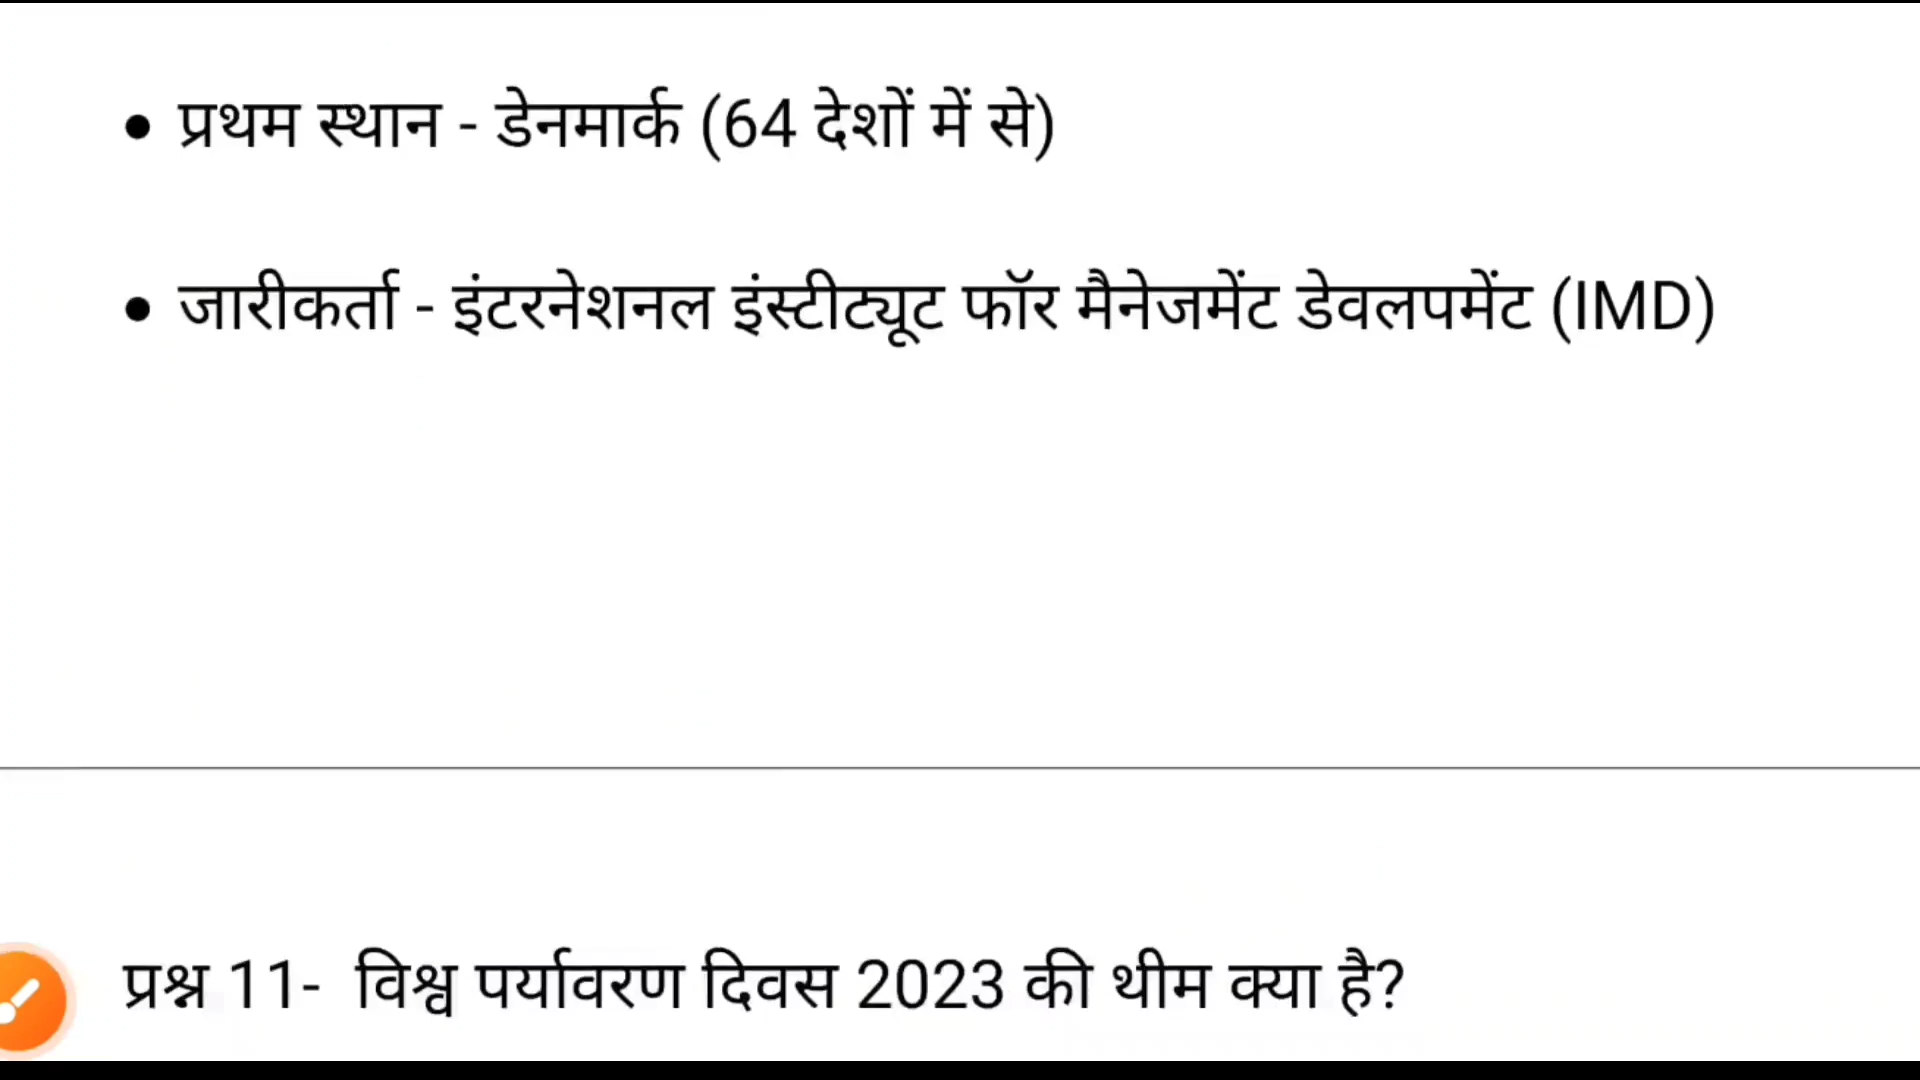 • प्रथम स्थान - डेनमार्क (64 देशों में से)
• जारीकर्ता - इंटरनेशनल इंस्टीट्यूट फॉर मैनेजमेंट डेवलपमेंट (IMD)
प्रश्न 11- विश्व पर्यावरण दिवस 2023 की थीम क्या है?